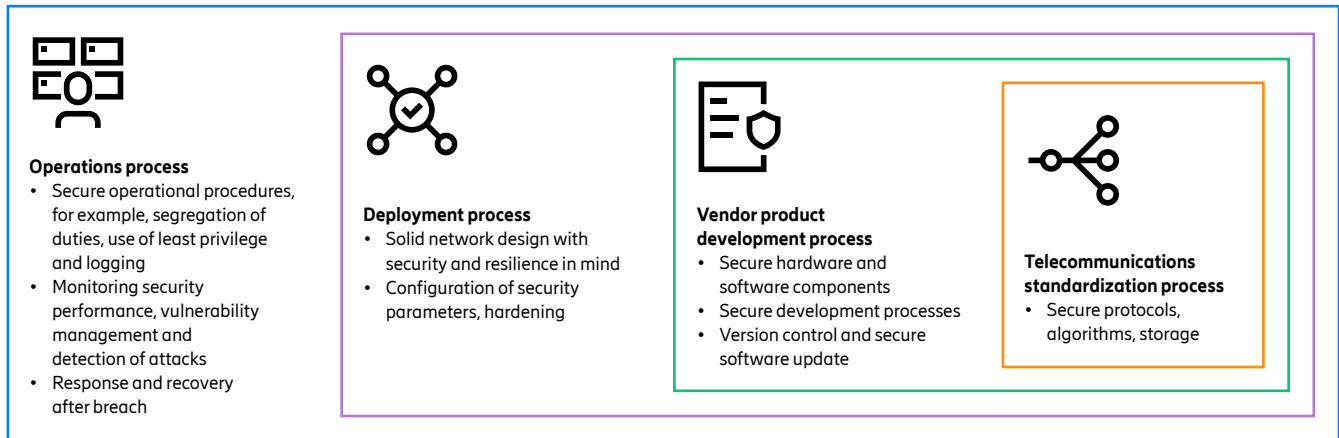 Operations process
• Secure operational procedures,
for example, segregation of
duties, use of least privilege
and logging
• Monitoring security
performance, vulnerability
management and
detection of attacks
• Response and recovery
after breach
Deployment process
• Solid network design with
security and resilience in mind
• Configuration of security
parameters, hardening
Vendor product
development process
• Secure hardware and
software components
• Secure development processes
• Version control and secure
software update
Telecommunications
standardization process
• Secure protocols,
algorithms, storage